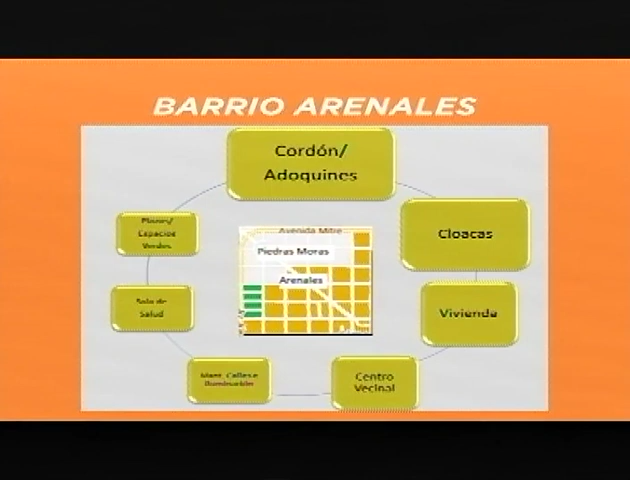 BARRIO ARENALES
Cordón/
Adoquines
Cloacas
Vivienda
Centro
Vecinal
Mant. Calles e
Iluminación
Sala de
Salud
Plazas/
Espacios
Verdes
Avenida Mitre
Piedras Moras
Arenales